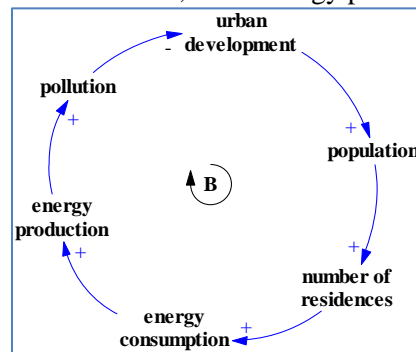 urban
development
-
pollution
+
+
population
B
energy
production
+
+
number of
residences
energy
consumption
+